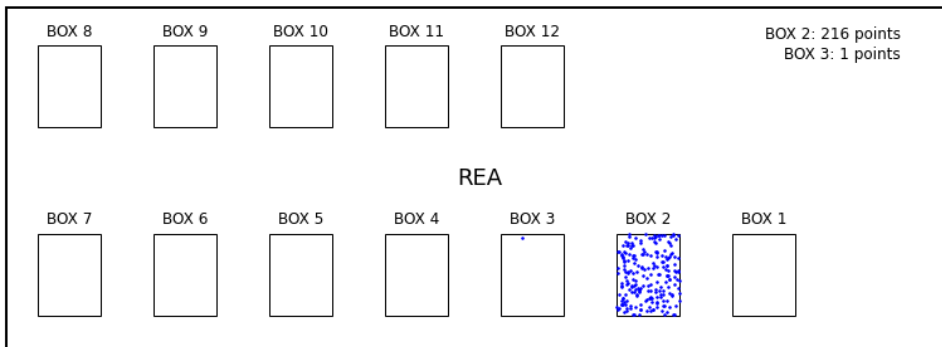 BOX 8 BOX 9 BOX 10 BOX 11 BOX 12
BOX 2: 216 points
BOX 3: 1 points
REA
BOX 7 BOX 6 BOX 5 BOX 4 BOX 3 BOX 2 BOX 1